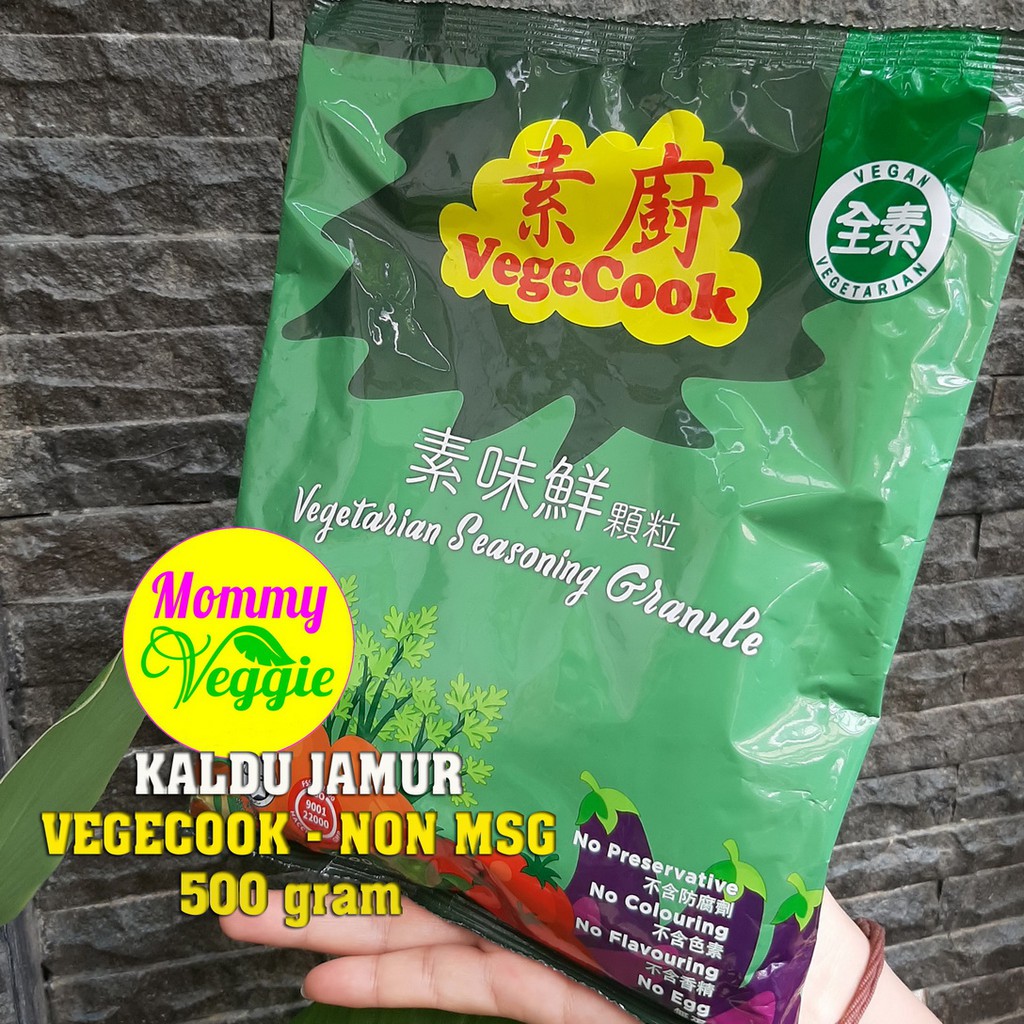 素廚
VegeCook
VEGAN
全素
VEGETARIAN
素味鮮顆粒
Vegetarian Seasoning Granule
Mommy
Veggie
KALDU JAMUR
VEGECOOK - NON MSG
500 gram
9001
22000
No Preservative
不含防腐劑
No Colouring
不含色素
No Flavouring
不含香精
No Egg